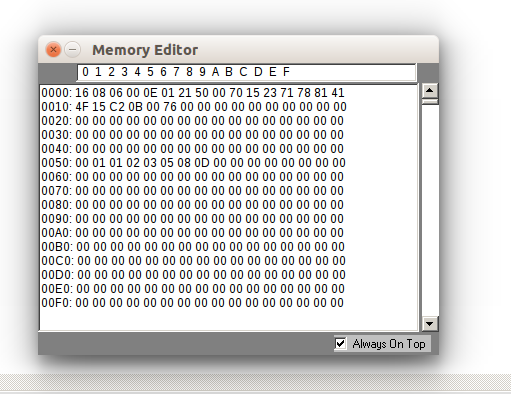 Memory Editor
0 1 2 3 4 5 6 7 8 9 A B C D E F
0000: 16 08 06 00 0E 01 21 50 00 70 15 23 71 78 81 41
0010: 4F 15 C2 0B 00 76 00 00 00 00 00 00 00 00 00 00
0020: 00 00 00 00 00 00 00 00 00 00 00 00 00 00 00 00
0030: 00 00 00 00 00 00 00 00 00 00 00 00 00 00 00 00
0040: 00 00 00 00 00 00 00 00 00 00 00 00 00 00 00 00
0050: 00 01 01 02 03 05 08 0D 00 00 00 00 00 00 00 00
0060: 00 00 00 00 00 00 00 00 00 00 00 00 00 00 00 00
0070: 00 00 00 00 00 00 00 00 00 00 00 00 00 00 00 00
0080: 00 00 00 00 00 00 00 00 00 00 00 00 00 00 00 00
0090: 00 00 00 00 00 00 00 00 00 00 00 00 00 00 00 00
00A0: 00 00 00 00 00 00 00 00 00 00 00 00 00 00 00 00
00B0: 00 00 00 00 00 00 00 00 00 00 00 00 00 00 00 00
00C0: 00 00 00 00 00 00 00 00 00 00 00 00 00 00 00 00
00D0: 00 00 00 00 00 00 00 00 00 00 00 00 00 00 00 00
00E0: 00 00 00 00 00 00 00 00 00 00 00 00 00 00 00 00
00F0: 00 00 00 00 00 00 00 00 00 00 00 00 00 00 00 00
Always On Top